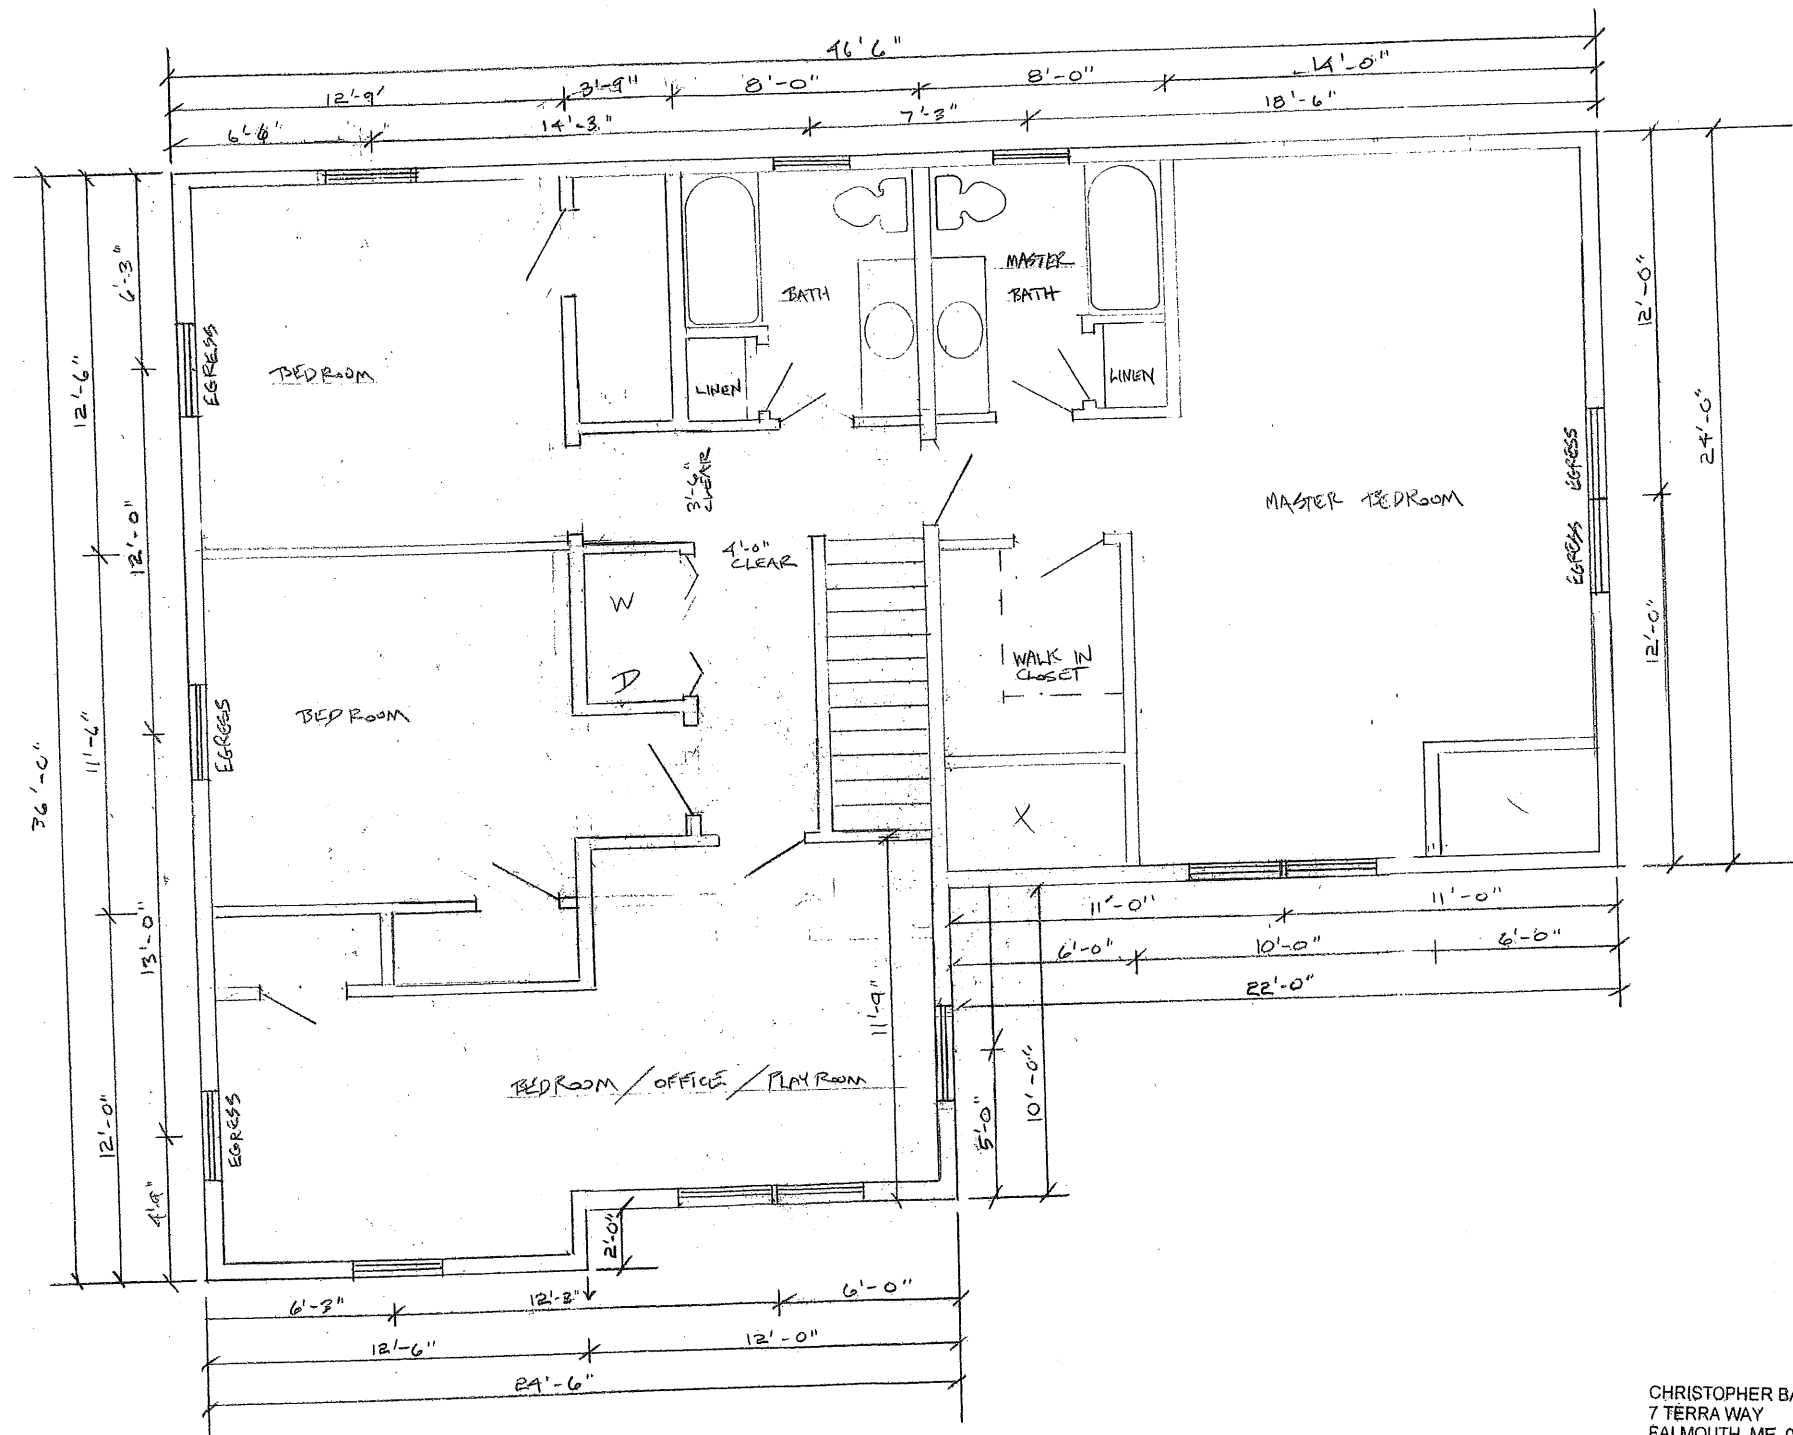 46'6"
12'-9'
3'-9"
8'-0"
8'-0"
14'-0"
14'-3"
7'-3"
18'-6"
36'-0"
12'-6"
11'-6"
12'-0"
6'-3"
12'-0"
13'-0"
4'9"
EGRESS
EGRESS
EGRESS
BEDROOM
BATH
LINEN
MASTER
BATH
LINEN
3'-6"
CLEAR
4'-0"
CLEAR
MASTER BEDROOM
EGRESS
EGRESS
12'-0"
12'-0"
24'-0"
W
D
BEDROOM
WALK IN
CLOSET
X
BEDROOM / OFFICE / PLAYROOM
11'-9"
5'-0"
10'-0"
11'-0"
11'-0"
6'-0"
10'-0"
6'-0"
22'-0"
2'-0"
6'-3"
12'-3"
6'-0"
12'-6"
12'-0"
24'-6"
CHRISTOPHER BA
7 TERRA WAY
FALMOUTH, ME